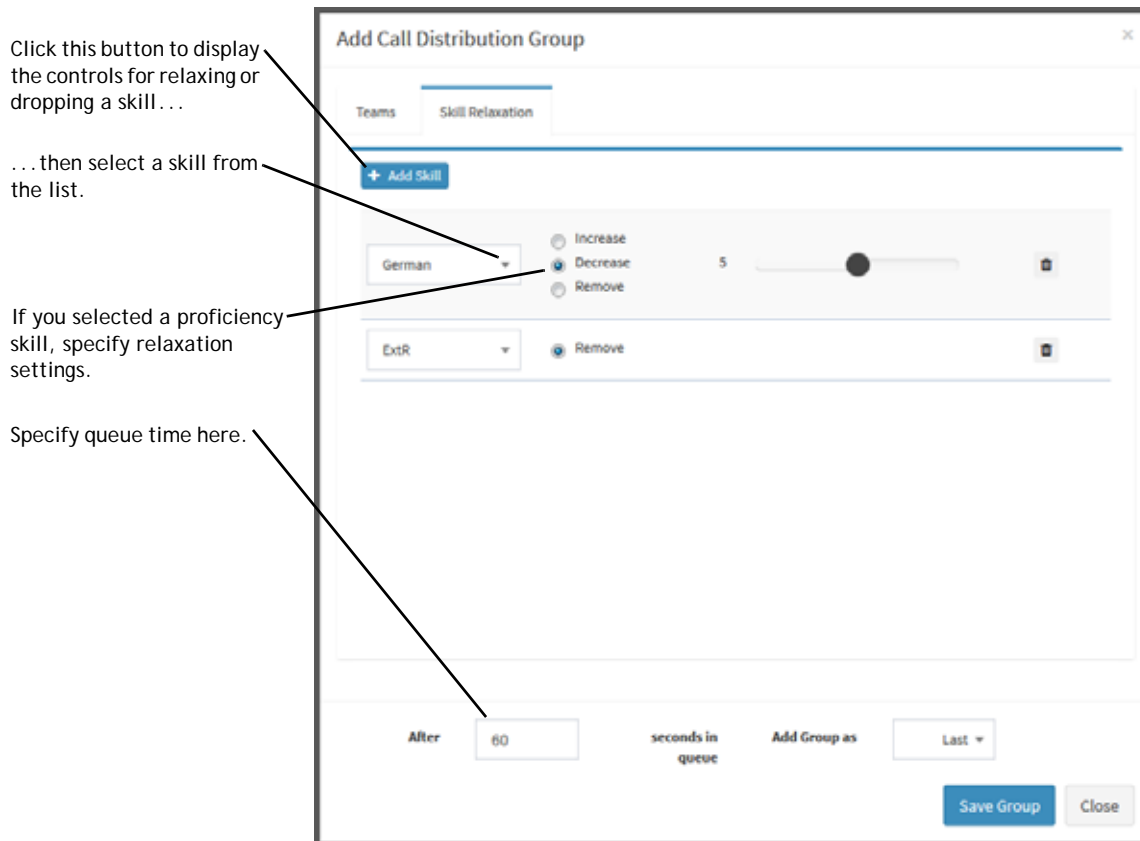 Add Call Distribution Group ×
Click this button to display
the controls for relaxing or
dropping a skill...
Teams Skill Relaxation
...then select a skill from
the list.
+ Add Skill
German
Increase
Decrease 5
Remove
If you selected a proficiency
skill, specify relaxation
settings.
ExtR Remove
Specify queue time here.
After 60 seconds in
queue
Add Group as Last
Save Group Close